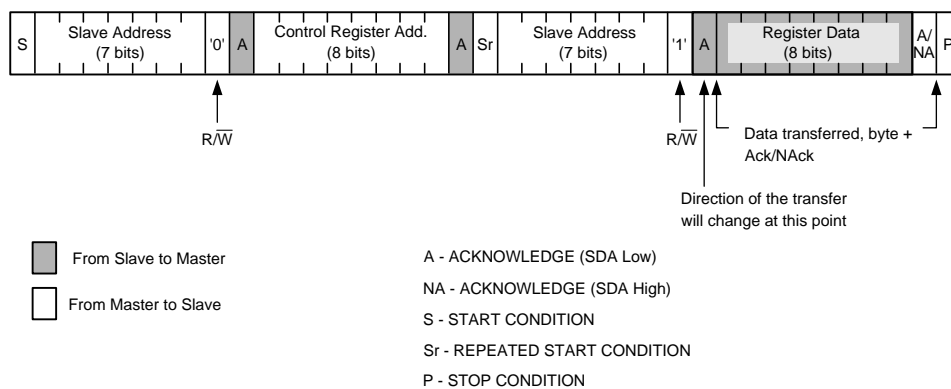 S Slave Address (7 bits) '0' A Control Register Add. (8 bits) A Sr Slave Address (7 bits) '1' A Register Data (8 bits) A/ NA P
R/W̅ R/W̅ Data transferred, byte + Ack/NAck
Direction of the transfer
will change at this point
From Slave to Master
From Master to Slave
A - ACKNOWLEDGE (SDA Low)
NA - ACKNOWLEDGE (SDA High)
S - START CONDITION
Sr - REPEATED START CONDITION
P - STOP CONDITION